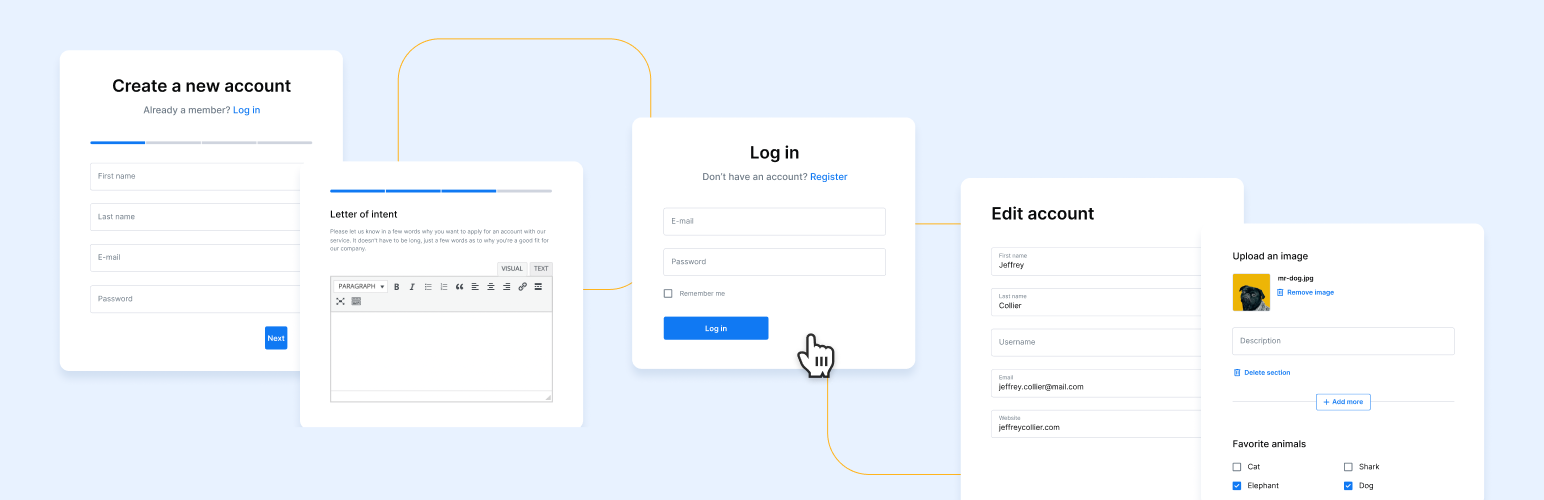 Create a new account
Already a member? Log in
First name
Last name
E-mail
Password
Next
Letter of intent
Please let us know in a few words why you want to apply for an account with our
service. It doesn't have to be long, just a few words as to why you're a good fit for
our company.
VISUAL TEXT
PARAGRAPH
Log in
Don't have an account? Register
E-mail
Password
Remember me
Log in
Edit account
First name
Jeffrey
Last name
Collier
Username
Email
jeffrey.collier@mail.com
Website
jeffreycollier.com
Upload an image
mr-dog.jpg
Remove image
Description
Delete section
+ Add more
Favorite animals
Cat Shark
Elephant Dog